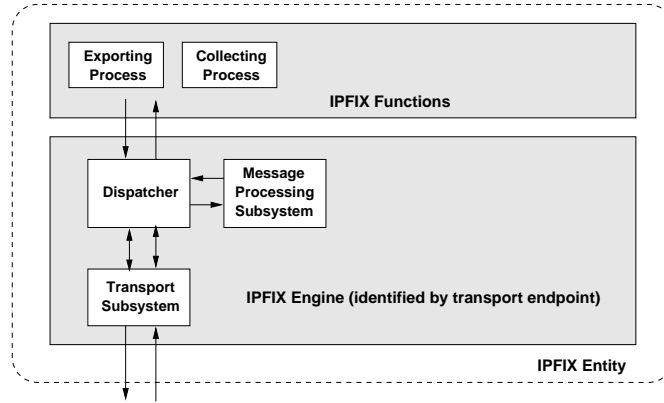 Exporting
Process
Collecting
Process
IPFIX Functions
Dispatcher
Message
Processing
Subsystem
Transport
Subsystem
IPFIX Engine (identified by transport endpoint)
IPFIX Entity